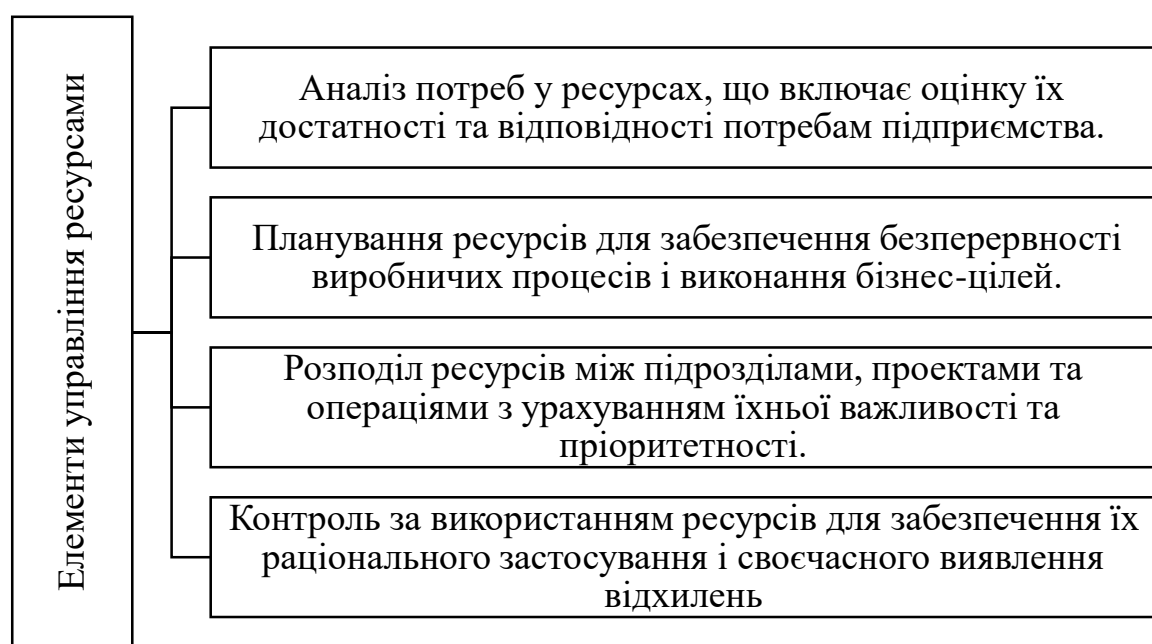 Елементи управління ресурсами
Аналіз потреб у ресурсах, що включає оцінку їх
достатності та відповідності потребам підприємства.
Планування ресурсів для забезпечення безперервності
виробничих процесів і виконання бізнес-цілей.
Розподіл ресурсів між підрозділами, проектами та
операціями з урахуванням їхньої важливості та
пріоритетності.
Контроль за використанням ресурсів для забезпечення їх
раціонального застосування і своєчасного виявлення
відхилень